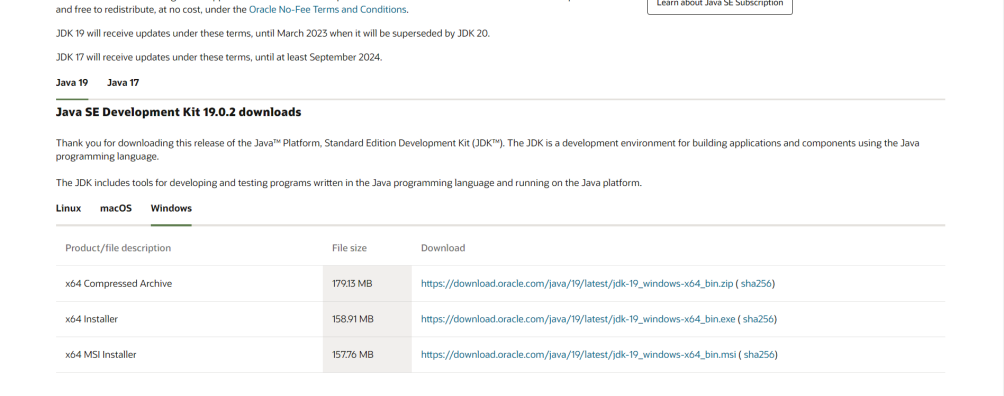 and free to redistribute, at no cost, under the Oracle No-Fee Terms and Conditions.
Learn about Java SE Subscription
JDK 19 will receive updates under these terms, until March 2023 when it will be superseded by JDK 20.
JDK 17 will receive updates under these terms, until at least September 2024.
Java 19 Java 17
Java SE Development Kit 19.0.2 downloads
Thank you for downloading this release of the Java™ Platform, Standard Edition Development Kit (JDK™). The JDK is a development environment for building applications and components using the Java
programming language.
The JDK includes tools for developing and testing programs written in the Java programming language and running on the Java platform.
Linux macOS Windows
Product/file description File size Download
x64 Compressed Archive 179.13 MB https://download.oracle.com/java/19/latest/jdk-19_windows-x64_bin.zip ( sha256)
x64 Installer 158.91 MB https://download.oracle.com/java/19/latest/jdk-19_windows-x64_bin.exe ( sha256)
x64 MSI Installer 157.76 MB https://download.oracle.com/java/19/latest/jdk-19_windows-x64_bin.msi ( sha256)